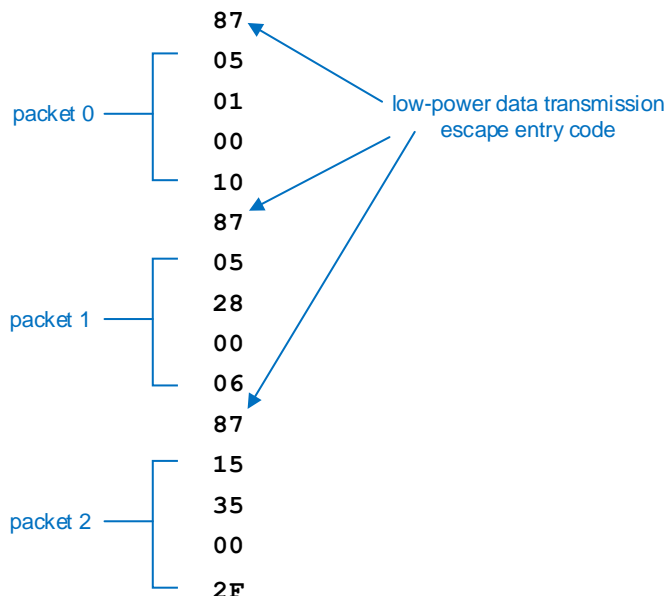 87
05
01
packet 0
00
10
low-power data transmission
escape entry code
87
05
28
packet 1
00
06
87
15
35
packet 2
00
2F